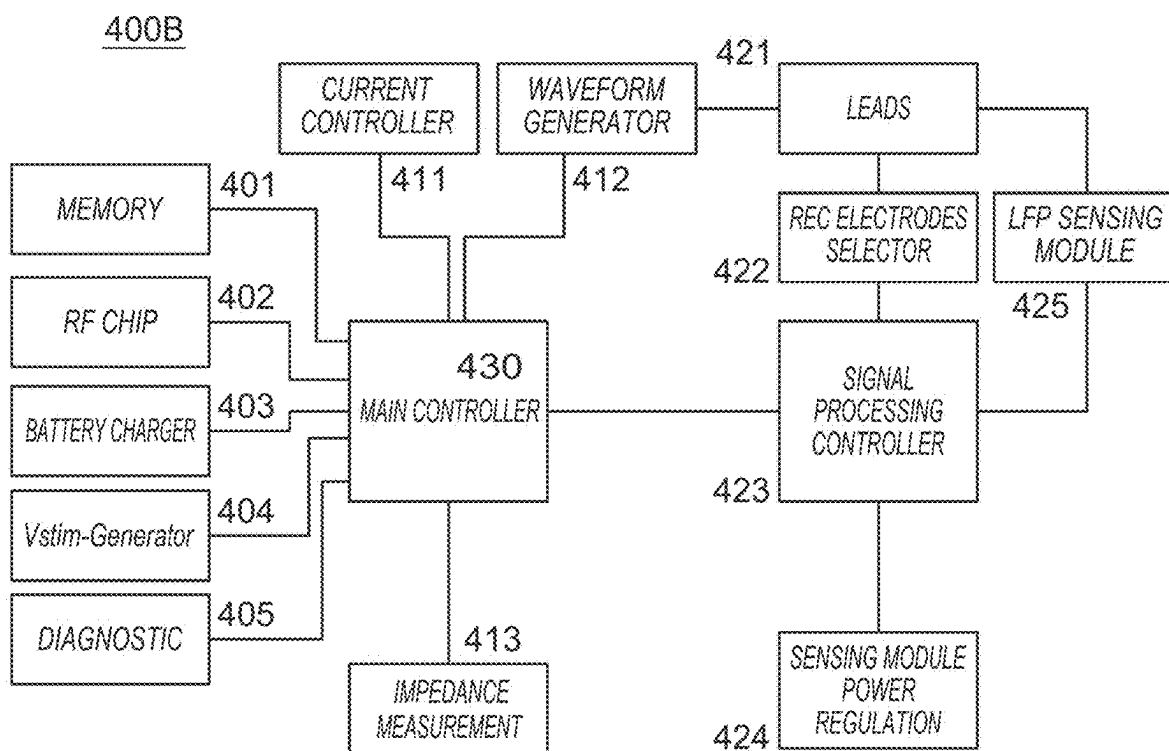 400B
CURRENT
CONTROLLER
411
WAVEFORM
GENERATOR
412
421
LEADS
MEMORY
401
REC ELECTRODES
SELECTOR
422
LFP SENSING
MODULE
425
RF CHIP
402
430
MAIN CONTROLLER
SIGNAL
PROCESSING
CONTROLLER
423
BATTERY CHARGER
403
Vstim-Generator
404
DIAGNOSTIC
405
413
IMPEDANCE
MEASUREMENT
SENSING MODULE
POWER
REGULATION
424